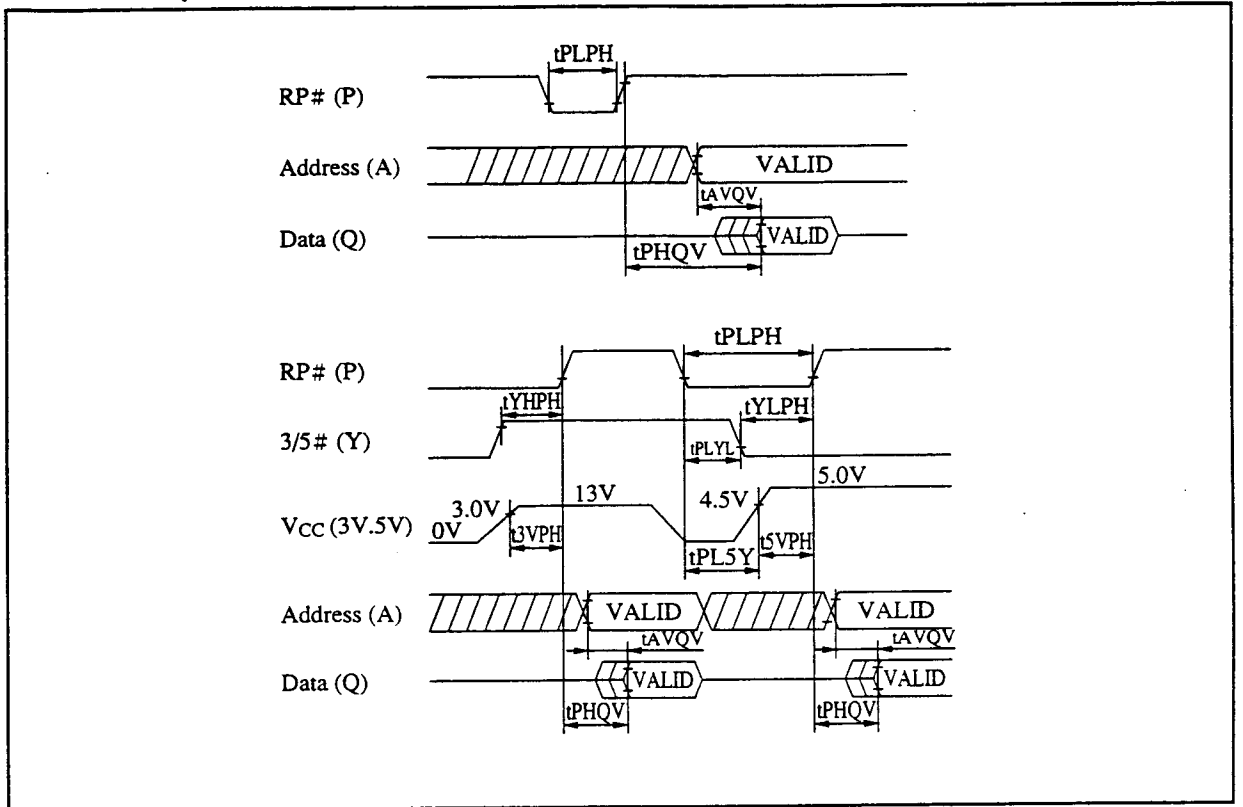 tPLPH
RP# (P)
Address (A)
VALID
tAVQV
Data (Q)
VALID
tPHQV
tPLPH
RP# (P)
tYHPH
tYLPH
3/5# (Y)
tPLYL
5.0V
13V
4.5V
3.0V
VCC (3V.5V)
0V
t3VPH
t5VPH
tPL5Y
Address (A)
VALID
VALID
tAVQV
tAVQV
Data (Q)
VALID
VALID
tPHQV
tPHQV